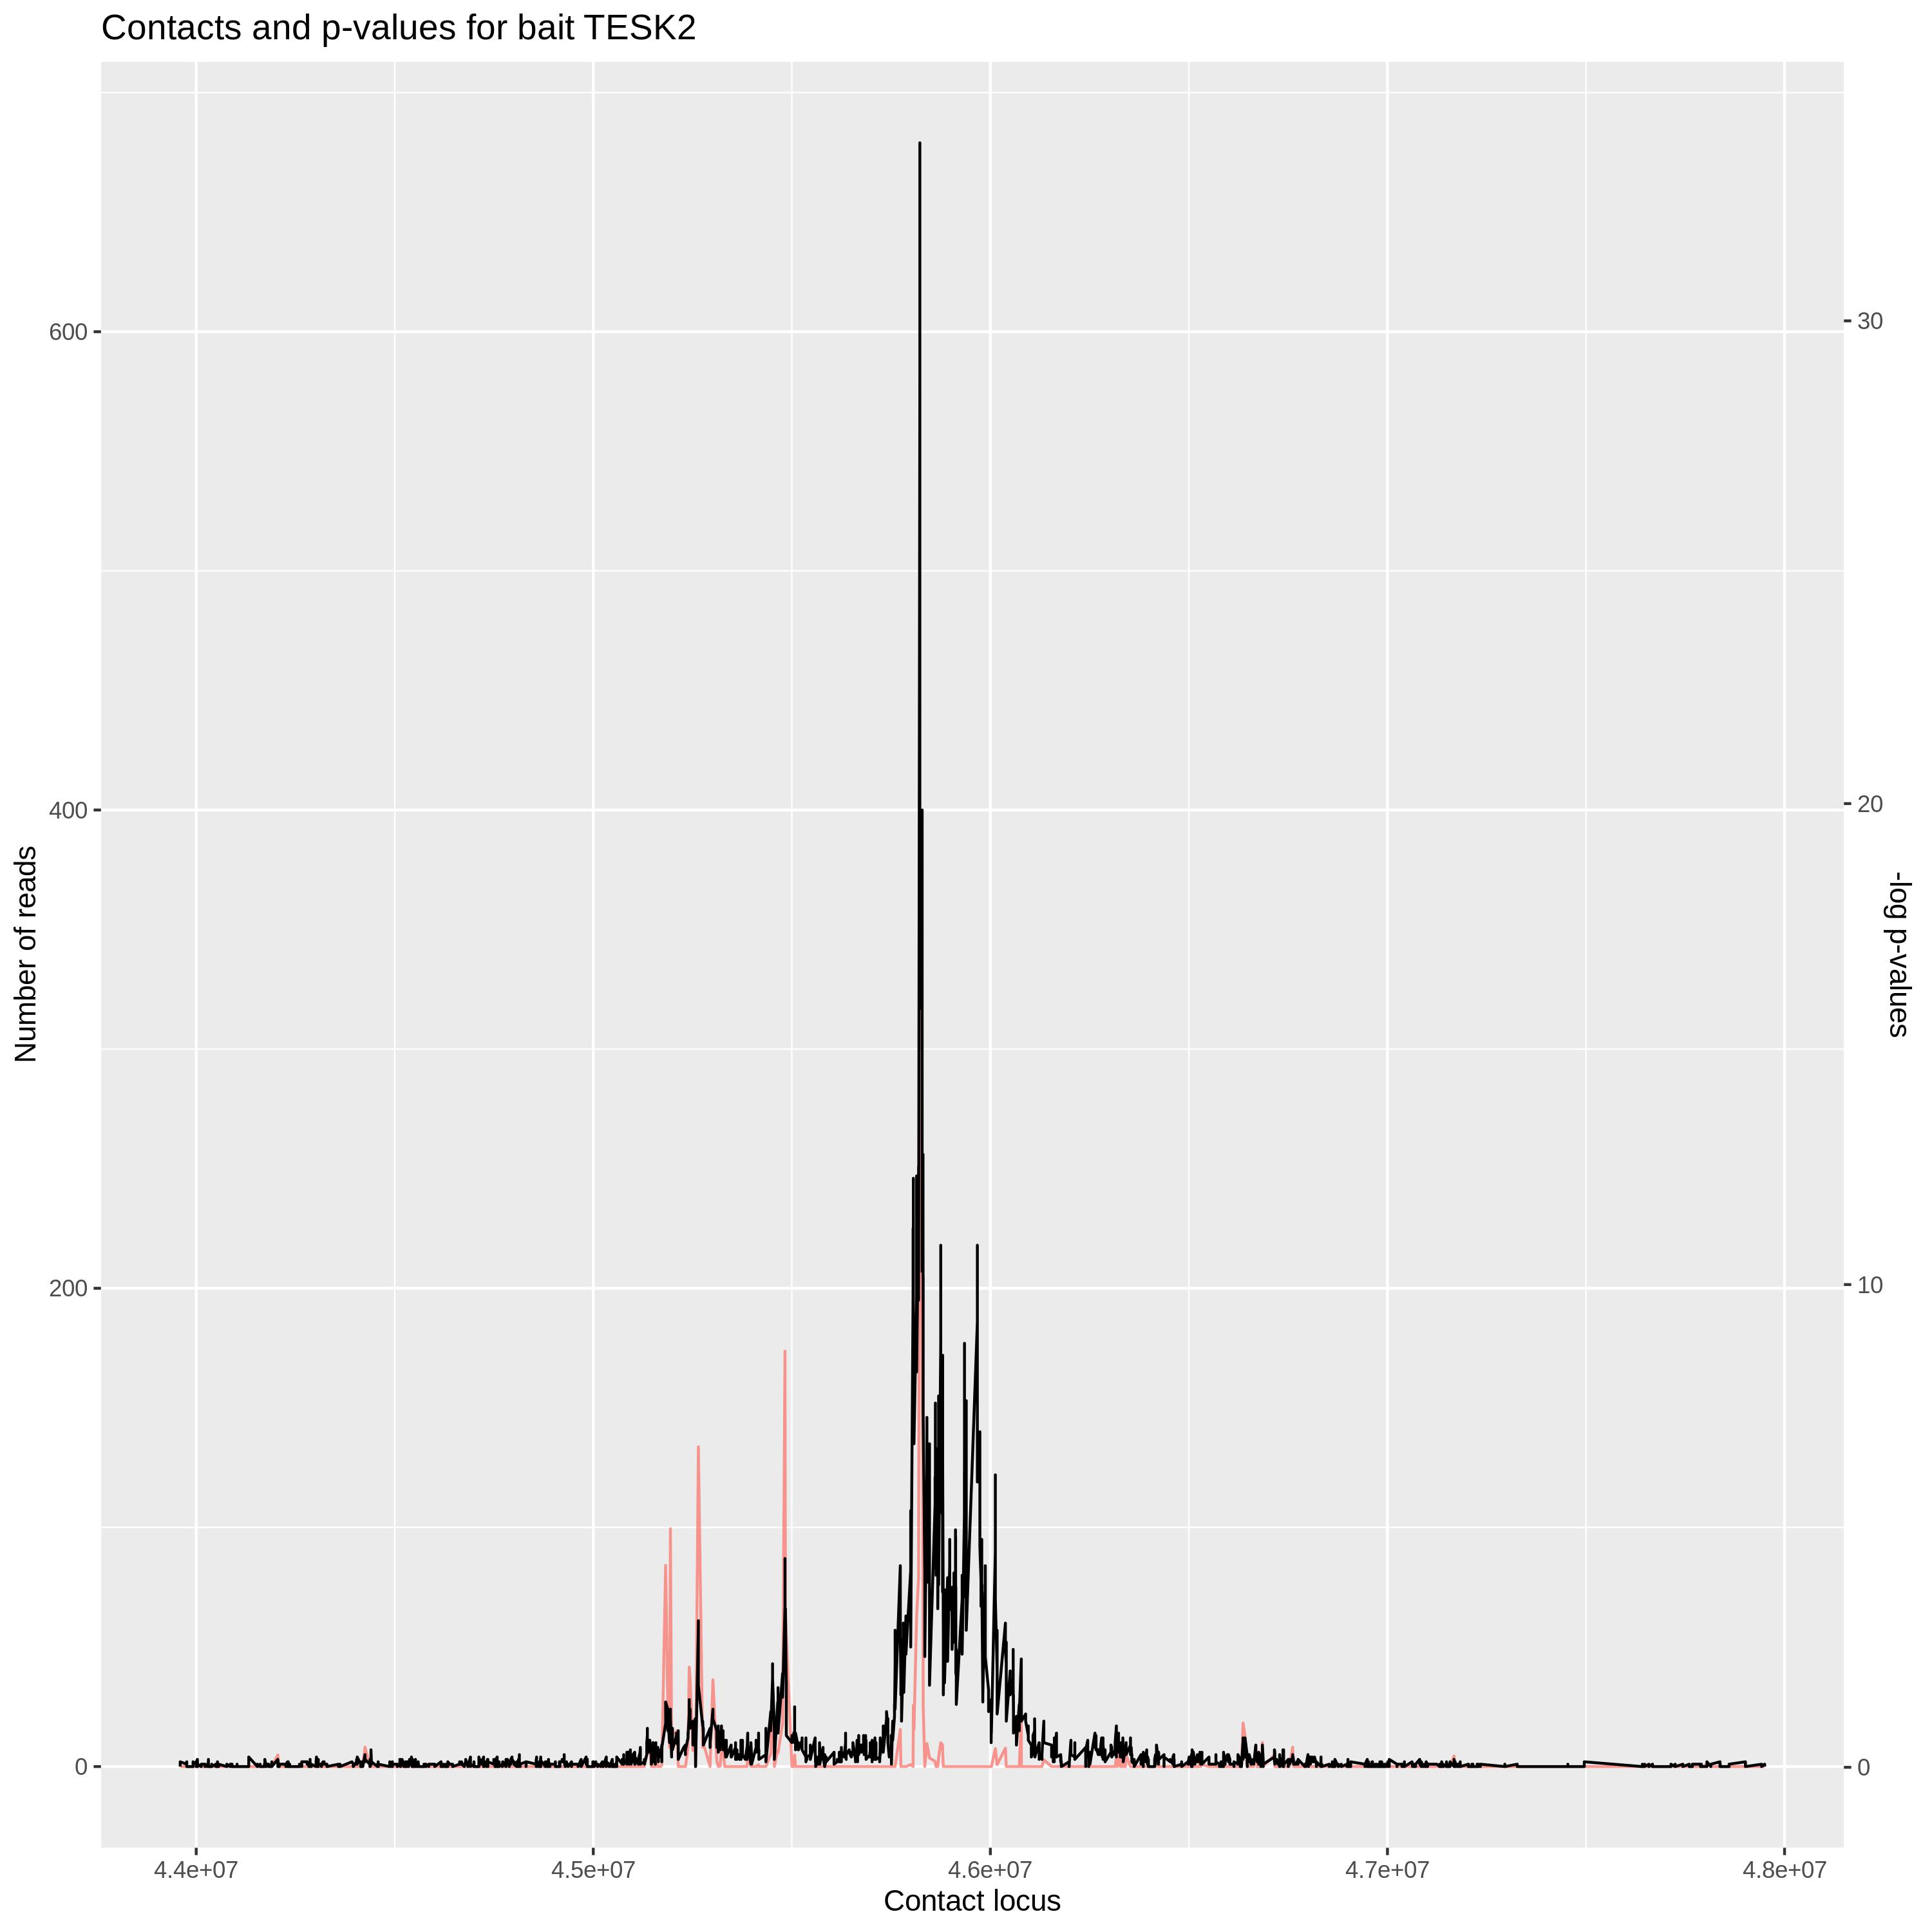 Contacts and p-values for bait TESK2
600
400
200
0
Number of reads
30
20
10
0
-log p-values
4.4e+07 4.5e+07 4.6e+07 4.7e+07 4.8e+07
Contact locus